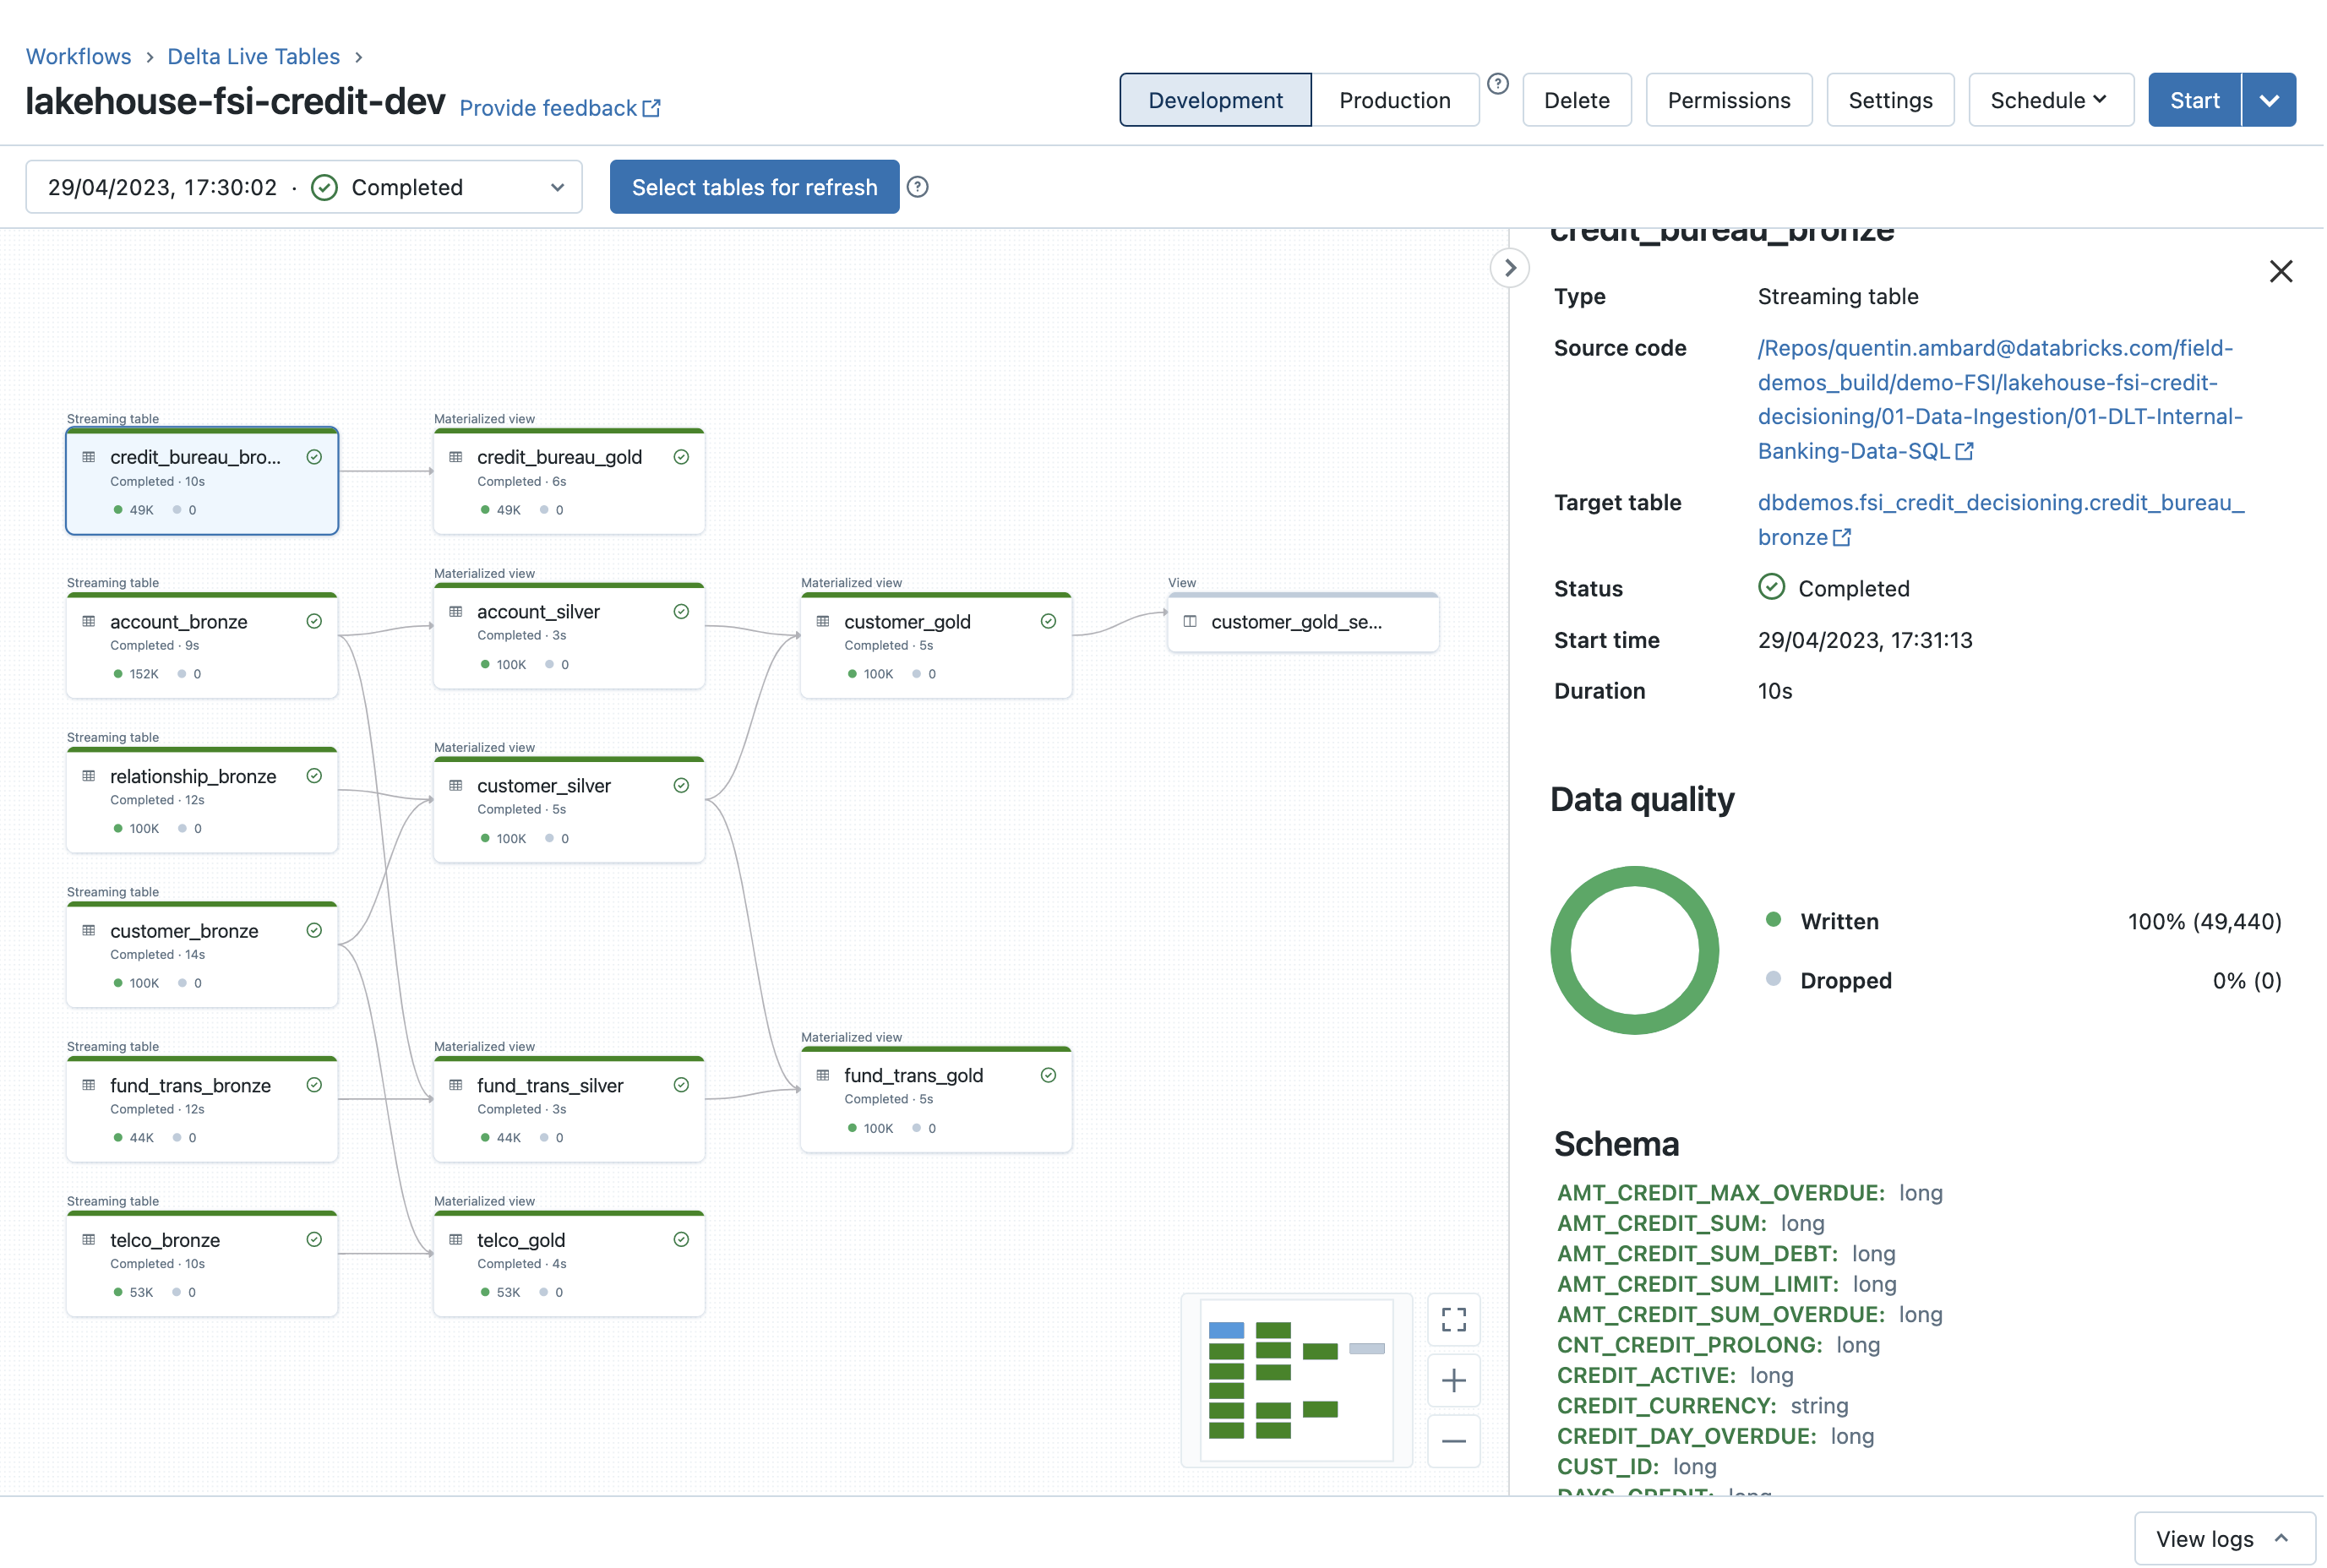 Workflows > Delta Live Tables >
lakehouse-fsi-credit-dev Provide feedback
Development Production ? Delete Permissions Settings Schedule Start
29/04/2023, 17:30:02 · Completed Select tables for refresh ?
Streaming table
credit_bureau_bro...
Completed · 10s
49K 0
Materialized view
credit_bureau_gold
Completed · 6s
49K 0
Streaming table
account_bronze
Completed · 9s
152K 0
Materialized view
account_silver
Completed · 3s
100K 0
Materialized view
customer_gold
Completed · 5s
100K 0
View
customer_gold_se...
Streaming table
relationship_bronze
Completed · 12s
100K 0
Materialized view
customer_silver
Completed · 5s
100K 0
Streaming table
customer_bronze
Completed · 14s
100K 0
Streaming table
fund_trans_bronze
Completed · 12s
44K 0
Materialized view
fund_trans_silver
Completed · 3s
44K 0
Materialized view
fund_trans_gold
Completed · 5s
100K 0
Streaming table
telco_bronze
Completed · 10s
53K 0
Materialized view
telco_gold
Completed · 4s
53K 0
credit_bureau_bronze
Type Streaming table
Source code /Repos/quentin.ambard@databricks.com/field-
demos_build/demo-FSI/lakehouse-fsi-credit-
decisioning/01-Data-Ingestion/01-DLT-Internal-
Banking-Data-SQL
Target table dbdemos.fsi_credit_decisioning.credit_bureau_
bronze
Status Completed
Start time 29/04/2023, 17:31:13
Duration 10s
Data quality
Written 100% (49,440)
Dropped 0% (0)
Schema
AMT_CREDIT_MAX_OVERDUE: long
AMT_CREDIT_SUM: long
AMT_CREDIT_SUM_DEBT: long
AMT_CREDIT_SUM_LIMIT: long
AMT_CREDIT_SUM_OVERDUE: long
CNT_CREDIT_PROLONG: long
CREDIT_ACTIVE: long
CREDIT_CURRENCY: string
CREDIT_DAY_OVERDUE: long
CUST_ID: long
DAYS_CREDIT: long
View logs